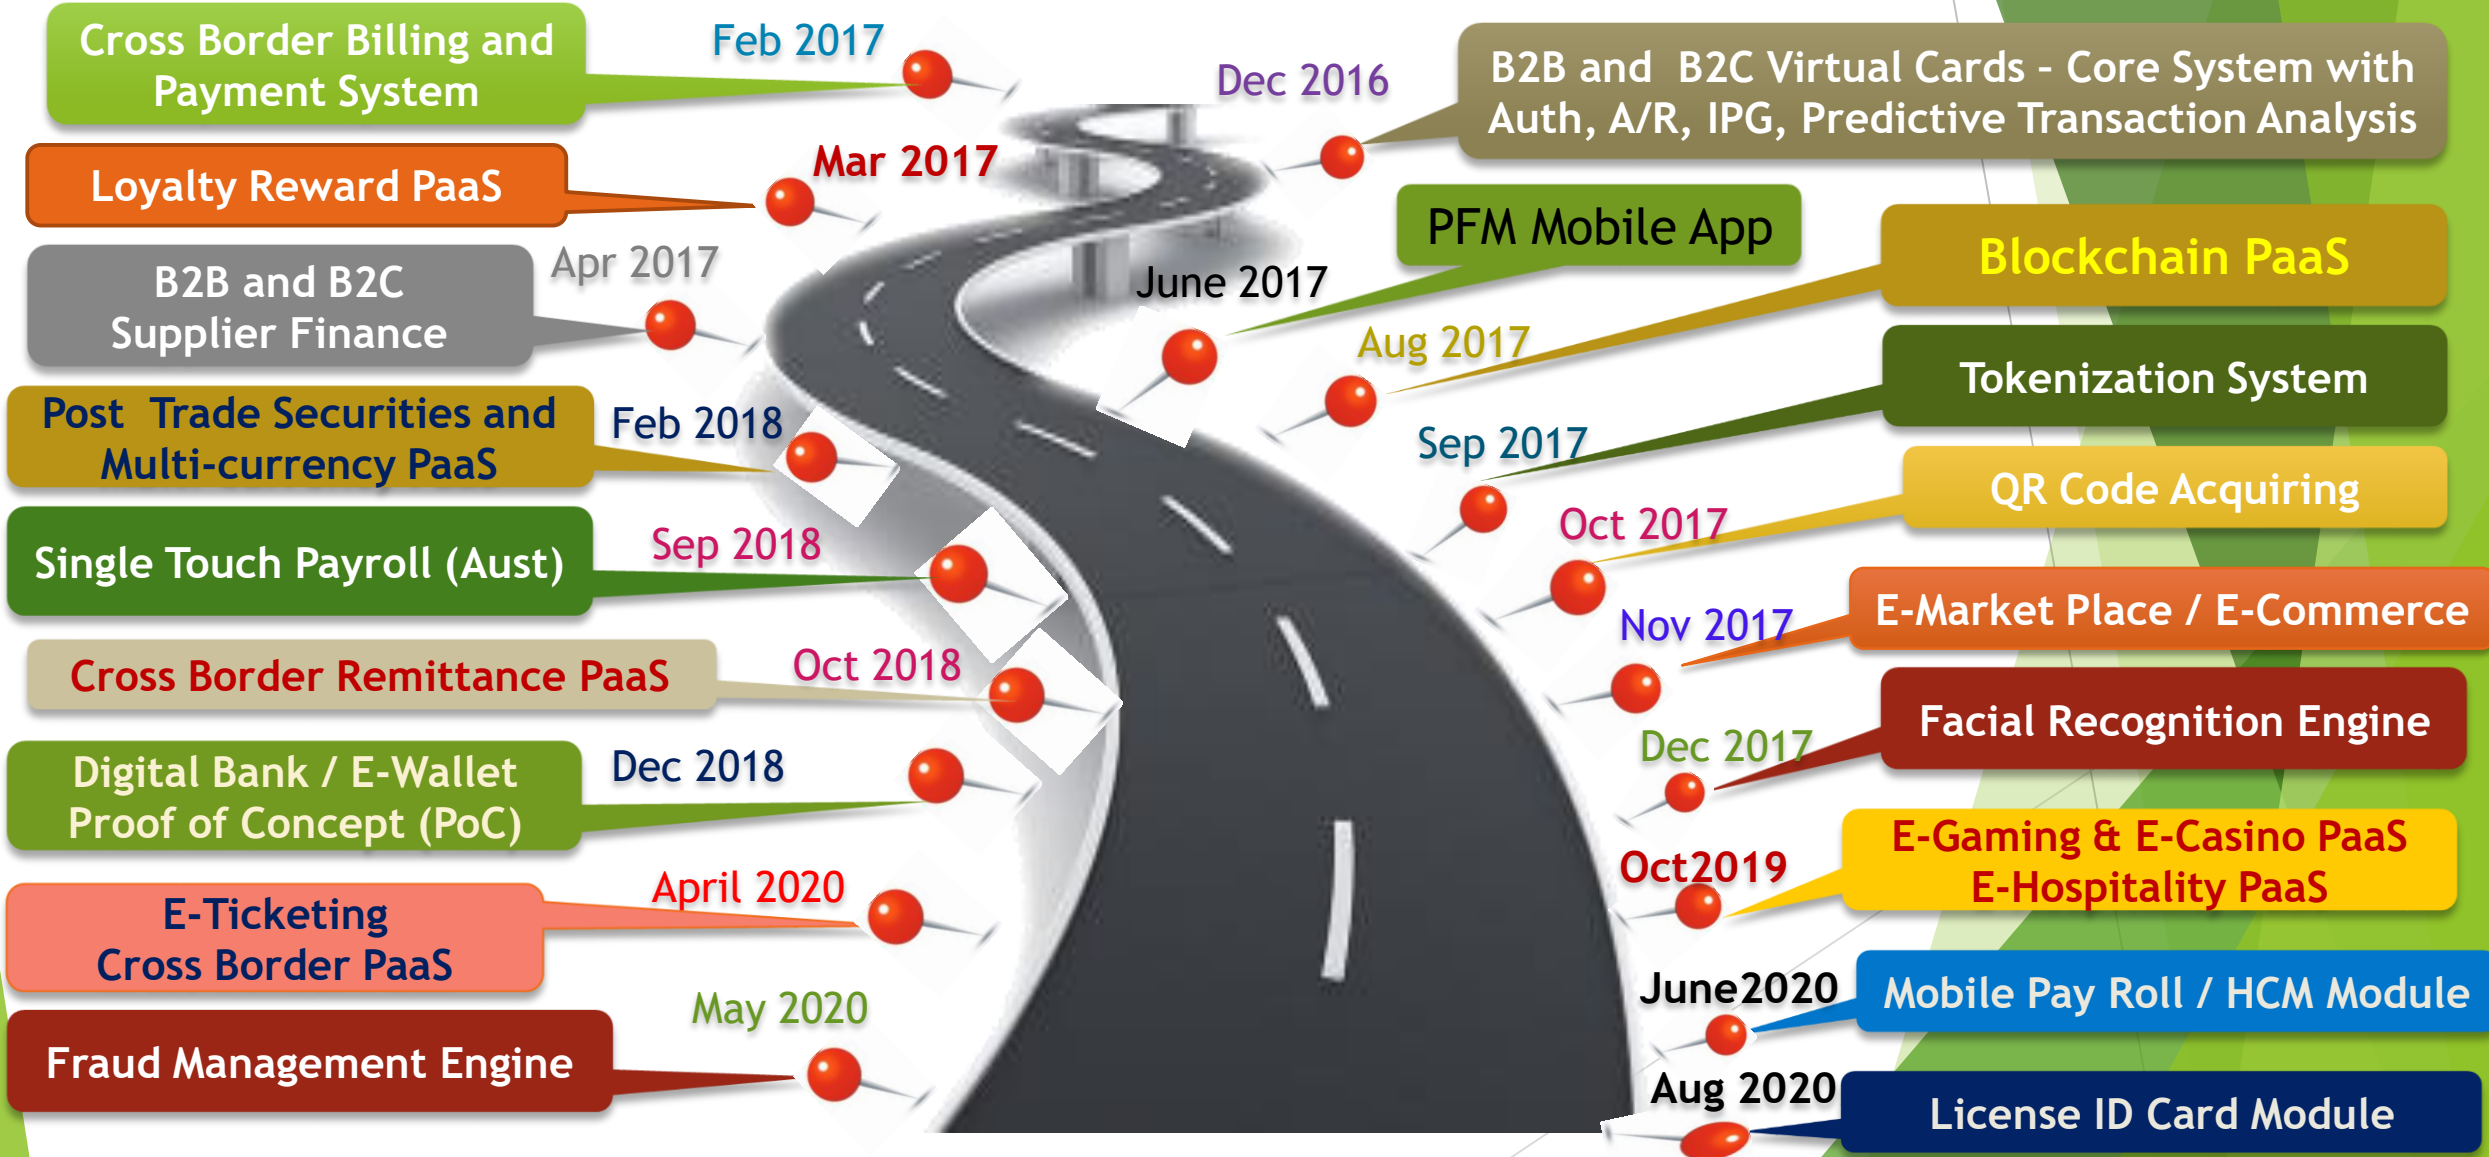 Cross Border Billing and
Payment System
Feb 2017
Dec 2016
B2B and  B2C Virtual Cards - Core System with
Auth, A/R, IPG, Predictive Transaction Analysis
Loyalty Reward PaaS
Mar 2017
PFM Mobile App
June 2017
B2B and B2C
Supplier Finance
Apr 2017
Blockchain PaaS
Aug 2017
Post  Trade Securities and
Multi-currency PaaS
Feb 2018
Tokenization System
Sep 2017
QR Code Acquiring
Oct 2017
Single Touch Payroll (Aust)
Sep 2018
E-Market Place / E-Commerce
Nov 2017
Cross Border Remittance PaaS
Oct 2018
Facial Recognition Engine
Dec 2017
Digital Bank / E-Wallet
Proof of Concept (PoC)
Dec 2018
E-Gaming & E-Casino PaaS
E-Hospitality PaaS
Oct2019
E-Ticketing
Cross Border PaaS
April 2020
Mobile Pay Roll / HCM Module
June2020
Fraud Management Engine
May 2020
License ID Card Module
Aug 2020